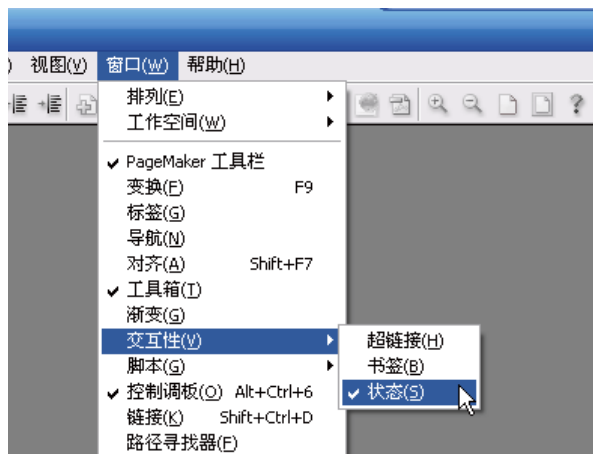 ) 视图(V) 窗口(W) 帮助(H)
排列(E)
工作空间(W)
PageMaker 工具栏
变换(F) F9
标签(G)
导航(N)
对齐(A) Shift+F7
工具箱(T)
渐变(G)
交互性(V)
超链接(H)
脚本(G)
书签(B)
控制调板(O) Alt+Ctrl+6
状态(S)
链接(K) Shift+Ctrl+D
路径寻找器(F)